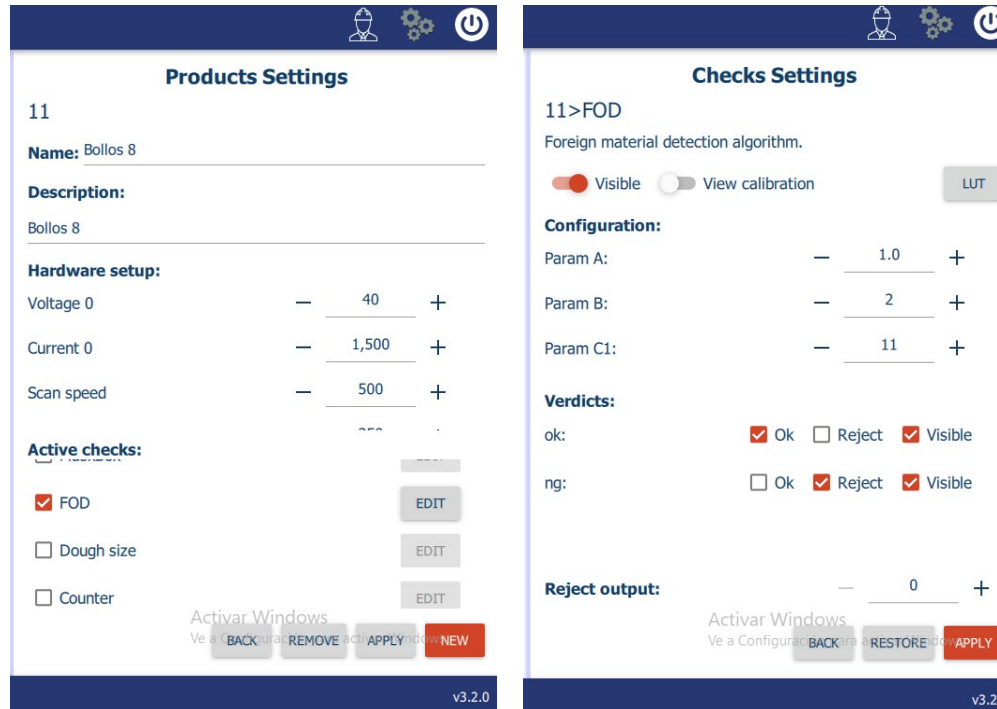 Products Settings
11
Name: Bollos 8
Description:
Bollos 8
Hardware setup:
Voltage 0 — 40 +
Current 0 — 1,500 +
Scan speed — 500 +
Active checks:
FOD EDIT
Dough size EDIT
Counter EDIT
Activar Windows
Ve a
BACK REMOVE APPLY NEW
v3.2.0
Checks Settings
11>FOD
Foreign material detection algorithm.
Visible View calibration LUT
Configuration:
Param A: — 1.0 +
Param B: — 2 +
Param C1: — 11 +
Verdicts:
ok: Ok Reject Visible
ng: Ok Reject Visible
Reject output: — 0 +
Activar Windows
Ve a
BACK RESTORE APPLY
v3.2